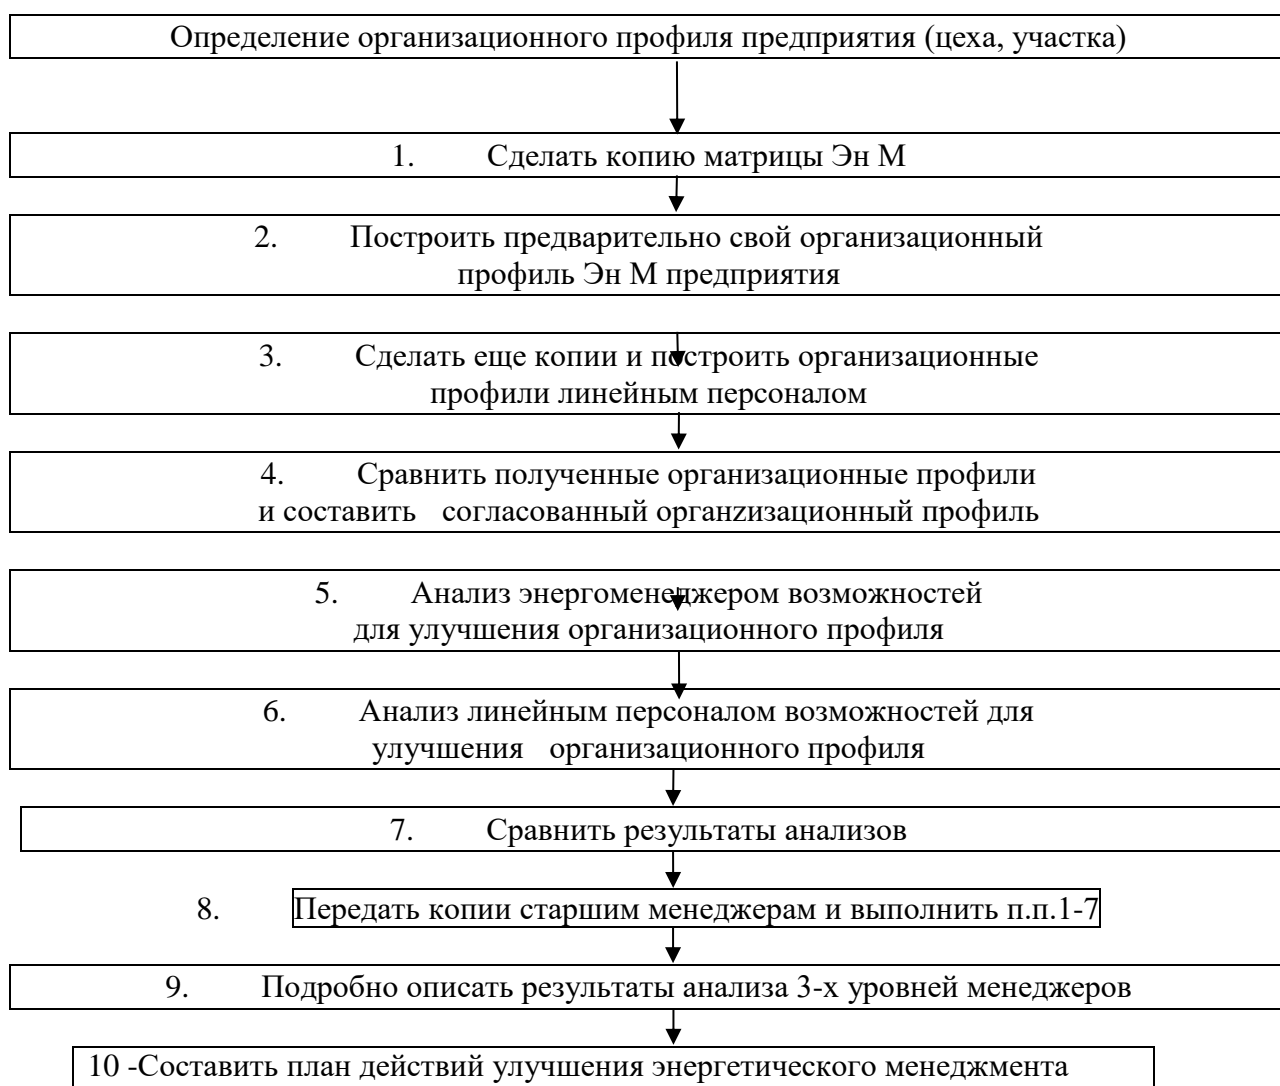 Определение организационного профиля предприятия (цеха, участка)
1. Сделать копию матрицы Эн М
2. Построить предварительно свой организационный
профиль Эн М предприятия
3. Сделать еще копии и построить организационные
профили линейным персоналом
4. Сравнить полученные организационные профили
и составить согласованный органzизационный профиль
5. Анализ энергоменеджером возможностей
для улучшения организационного профиля
6. Анализ линейным персоналом возможностей для
улучшения организационного профиля
7. Сравнить результаты анализов
8. Передать копии старшим менеджерам и выполнить п.п.1-7
9. Подробно описать результаты анализа 3-х уровней менеджеров
10 -Составить план действий улучшения энергетического менеджмента